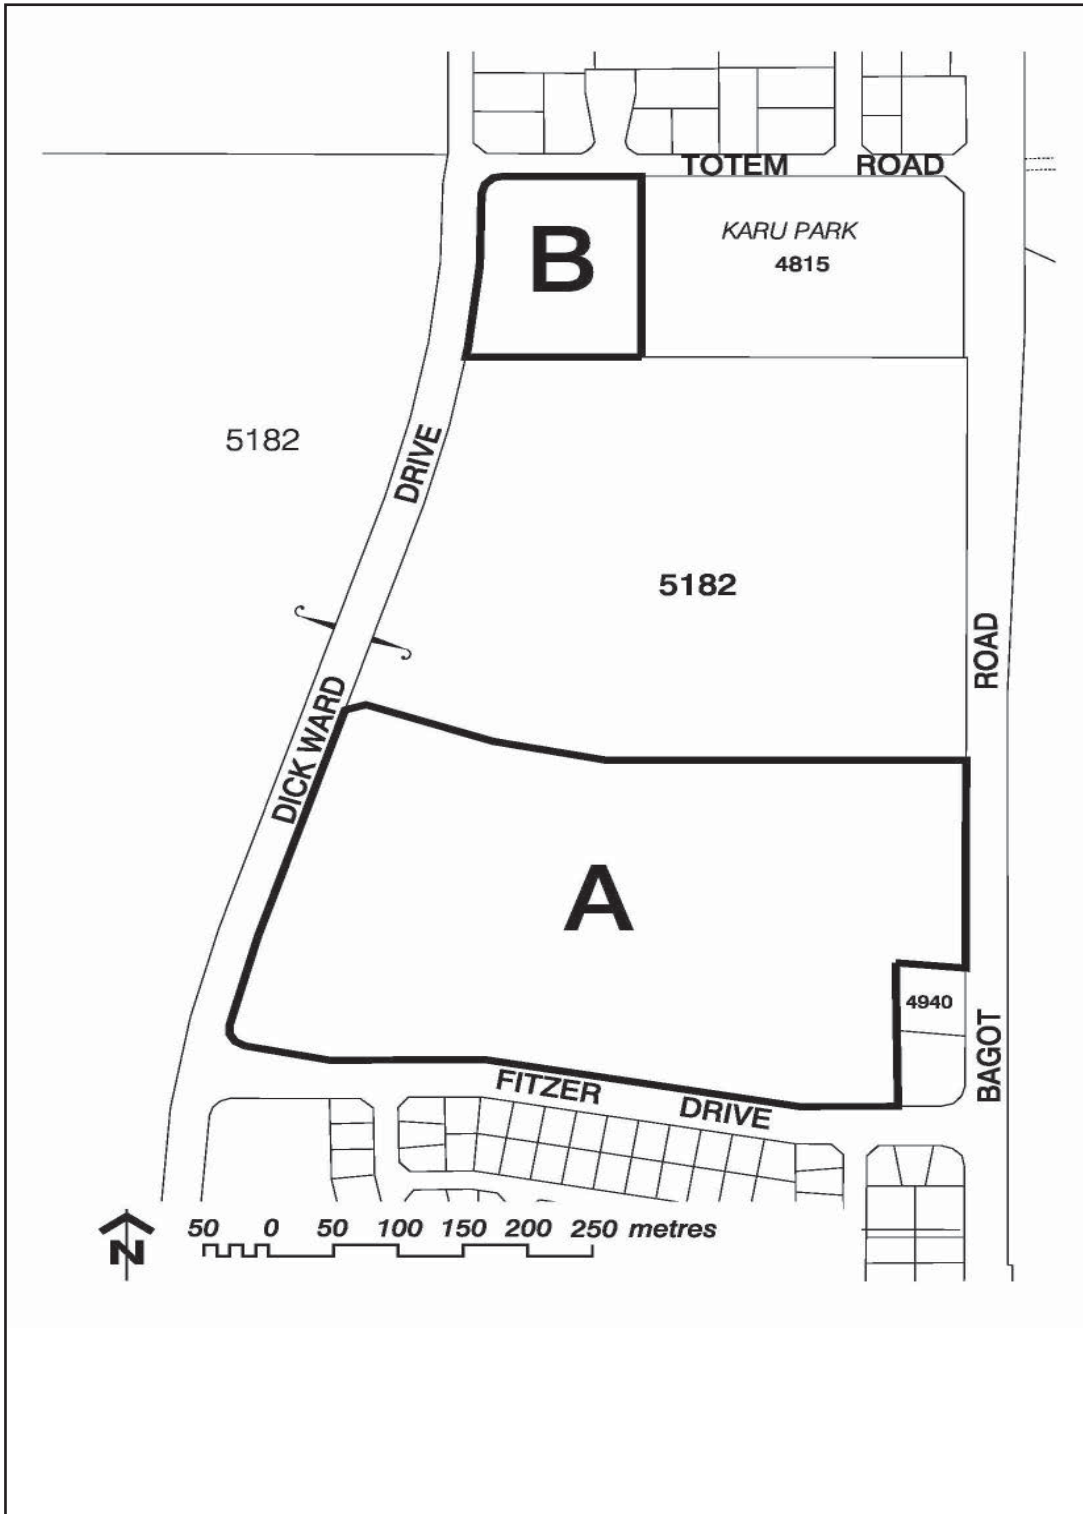 TOTEM ROAD
B
KARU PARK
4815
5182
DRIVE
5182
ROAD
DICK WARD
A
4940
BAGOT
FITZER DRIVE
50 0 50 100 150 200 250 metres
N